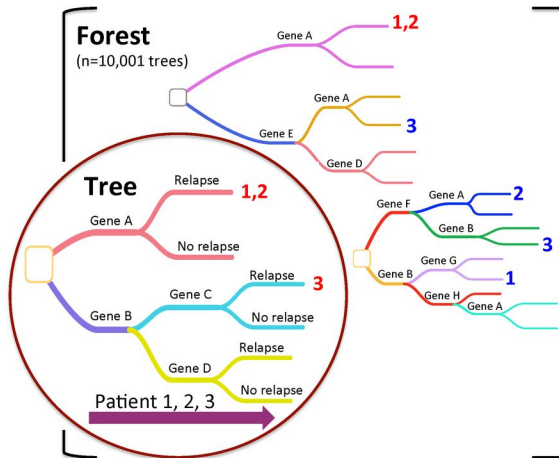 Forest
(n=10,001 trees)
Gene A
1,2
Gene A
3
Gene E
Gene D
Tree
Relapse
1,2
Gene A
No relapse
Relapse
3
Gene C
Gene B
No relapse
Relapse
Gene D
No relapse
Patient 1, 2, 3
Gene A
2
Gene F
Gene B
3
Gene G
Gene B
1
Gene H
Gene A